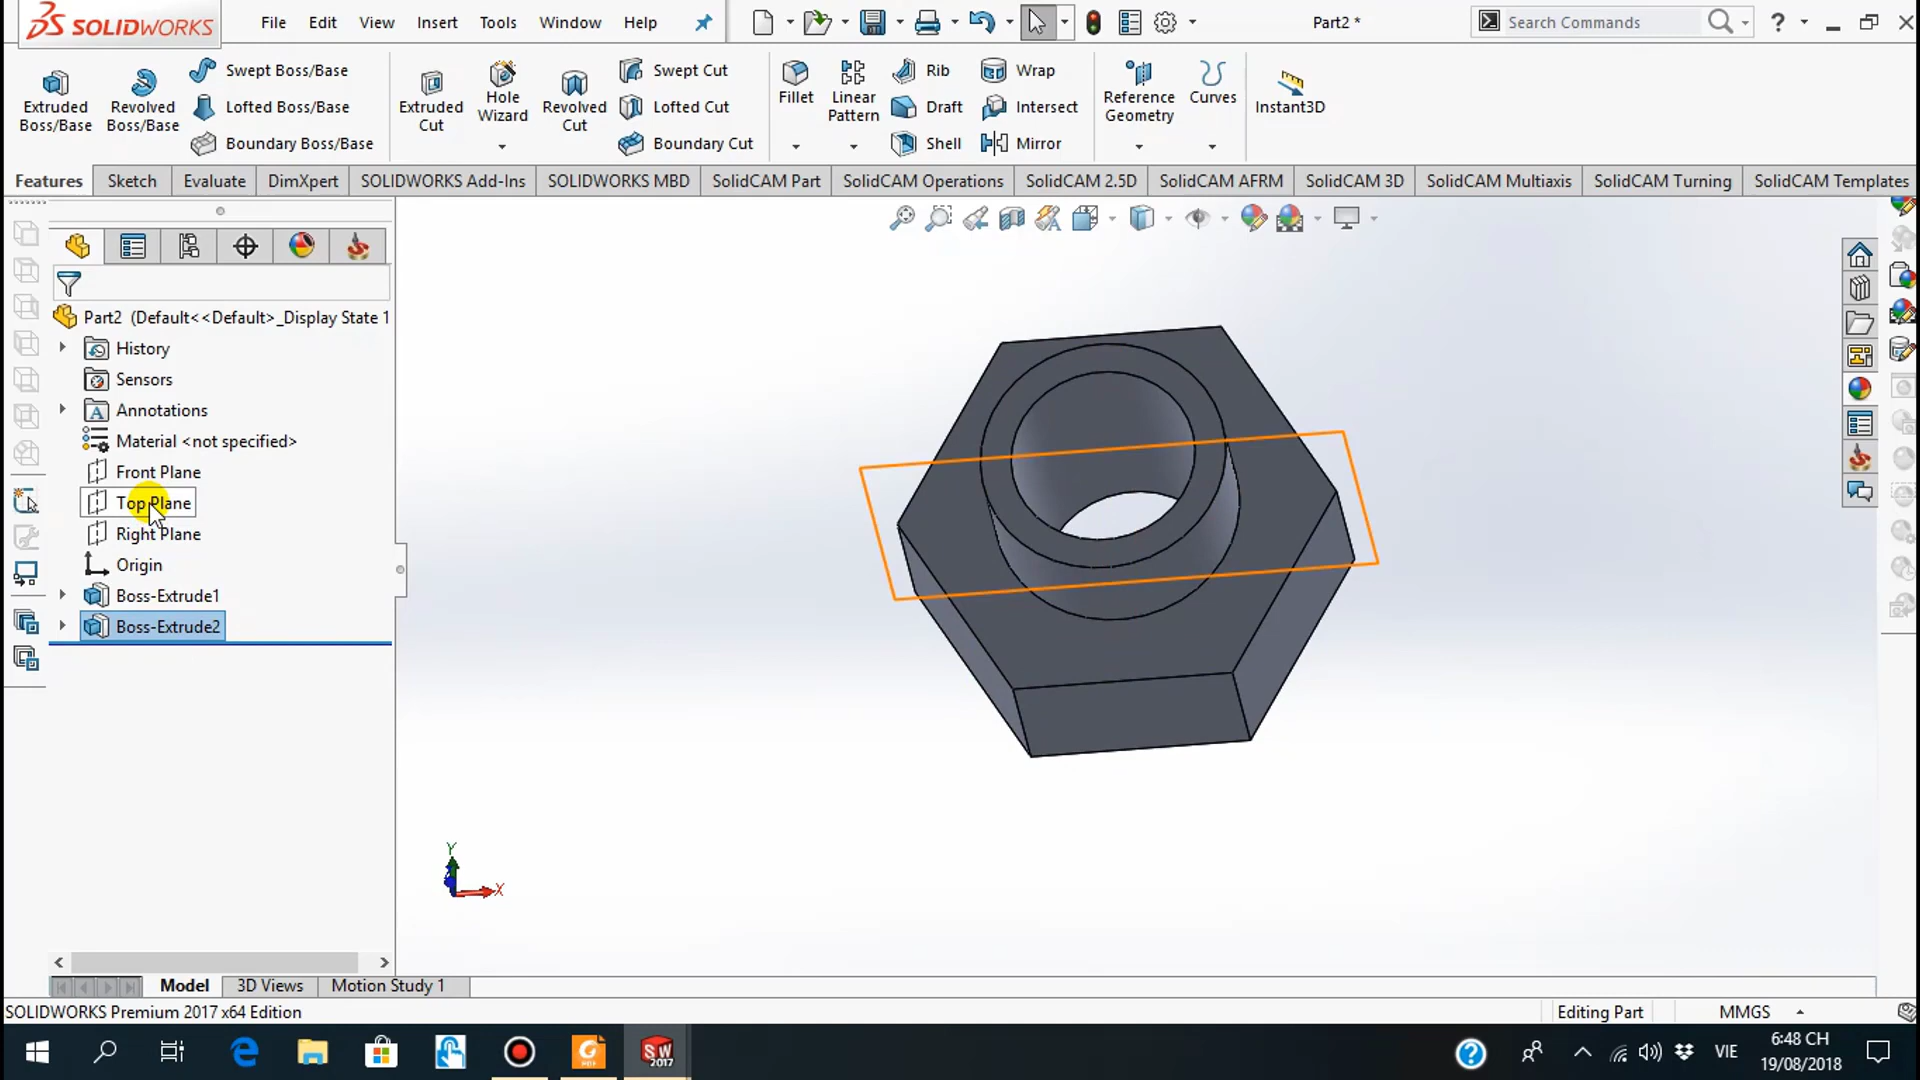 SOLIDWORKS File Edit View Insert Tools Window Help Part2 * Search Commands ?
Extruded Boss/Base
Revolved Boss/Base
Swept Boss/Base
Lofted Boss/Base
Boundary Boss/Base
Extruded Cut
Hole Wizard
Revolved Cut
Swept Cut
Lofted Cut
Boundary Cut
Fillet
Linear Pattern
Rib
Draft
Shell
Wrap
Intersect
Mirror
Reference Geometry
Curves
Instant3D
Features Sketch Evaluate DimXpert SOLIDWORKS Add-Ins SOLIDWORKS MBD SolidCAM Part SolidCAM Operations SolidCAM 2.5D SolidCAM AFRM SolidCAM 3D SolidCAM Multiaxis SolidCAM Turning SolidCAM Templates
Part2 (Default<<Default>_Display State 1
History
Sensors
Annotations
Material <not specified>
Front Plane
Top Plane
Right Plane
Origin
Boss-Extrude1
Boss-Extrude2
Y
X
Model 3D Views Motion Study 1
SOLIDWORKS Premium 2017 x64 Edition Editing Part MMGS
SW 2017
VIE
6:48 CH
19/08/2018